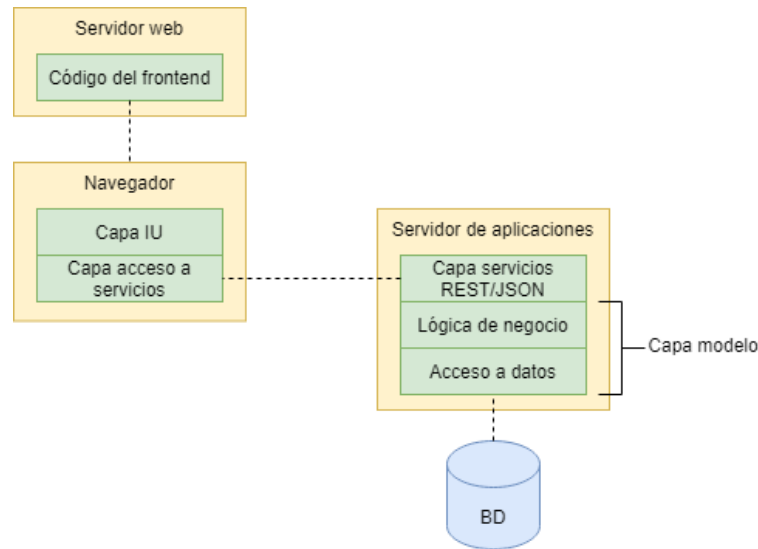 Servidor web
Código del frontend
Navegador
Capa IU
Capa acceso a
servicios
Servidor de aplicaciones
Capa servicios
REST/JSON
Lógica de negocio
Acceso a datos
Capa modelo
BD